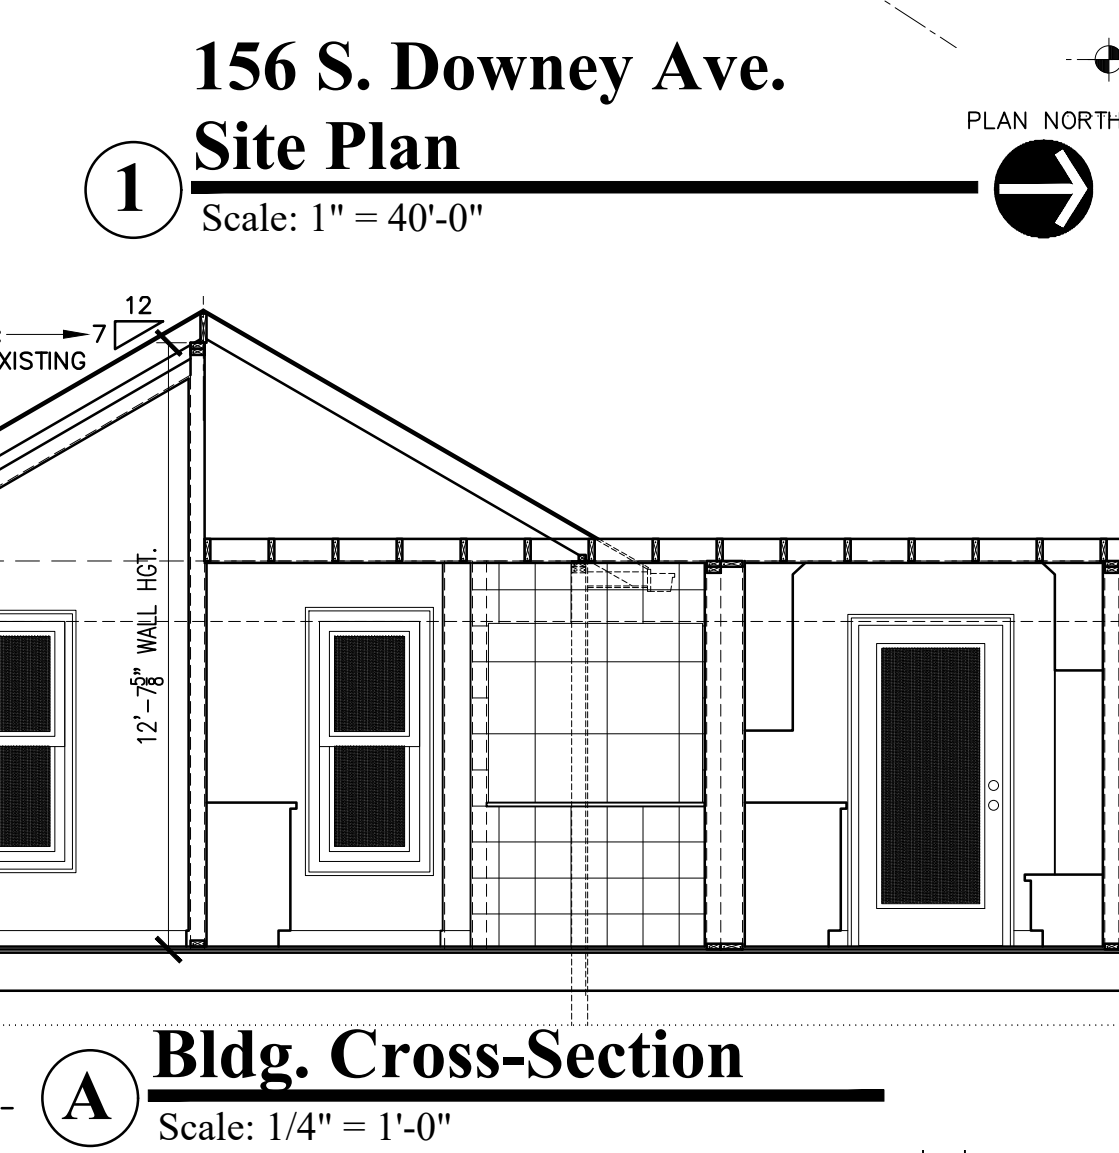 156 S. Downey Ave.
Site Plan
1
Scale: 1" = 40'-0"
PLAN NORTH
12
7
XISTING
12'-7 5/8" WALL HGT.
Bldg. Cross-Section
A
Scale: 1/4" = 1'-0"